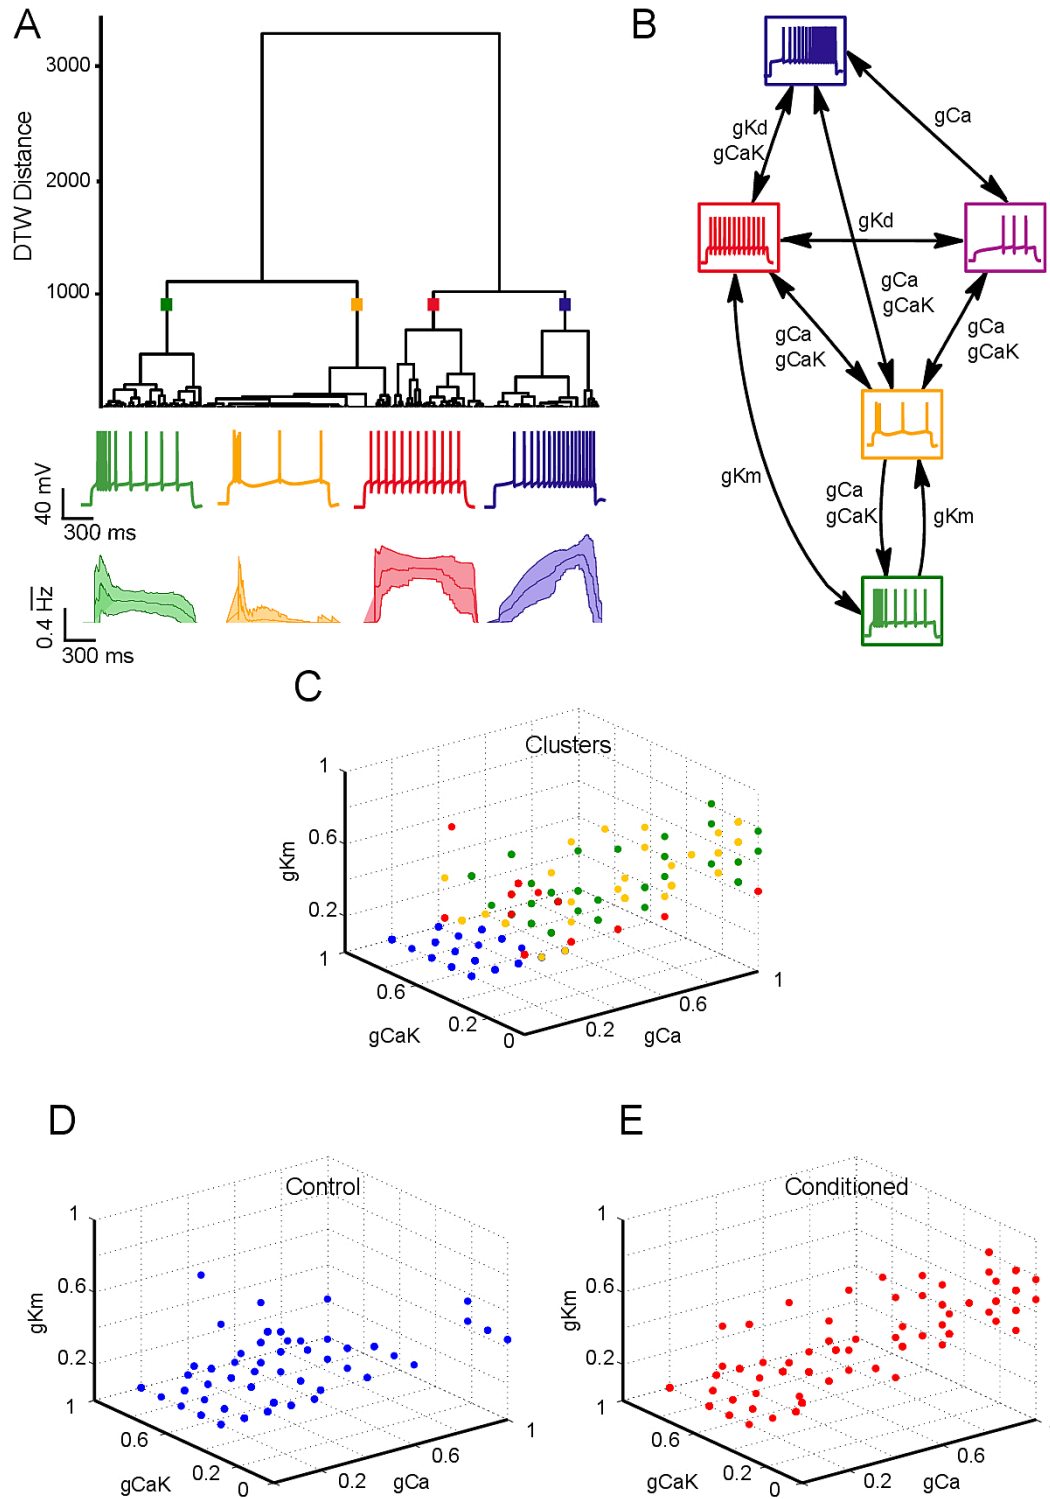 A
DTW Distance
3000
2000
1000
40 mV
300 ms
0.4 Hz
300 ms
B
gKd
gCaK
gCa
gKd
gCa
gCaK
gCa
gCaK
gCa
gCaK
gKm
gCa
gCaK
gKm
C
Clusters
gKm
1
0.6
0.2
1
0.6
0.2
0
gCaK
0.2
0.6
1
gCa
D
Control
gKm
1
0.6
0.2
1
0.6
0.2
0
gCaK
0.2
0.6
1
gCa
E
Conditioned
gKm
1
0.6
0.2
1
0.6
0.2
0
gCaK
0.2
0.6
gCa